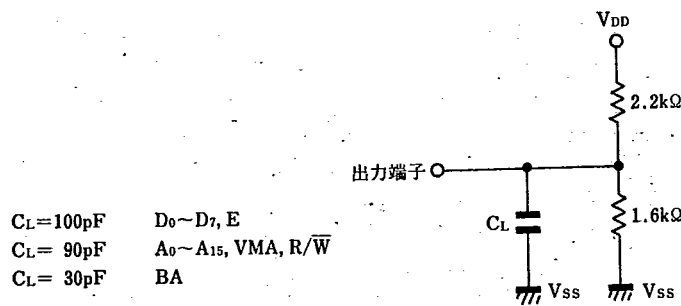 VDD
2.2kΩ
出力端子
CL
1.6kΩ
VSS
VSS
CL=100pF D0~D7, E
CL= 90pF A0~A15, VMA, R/W̅
CL= 30pF BA